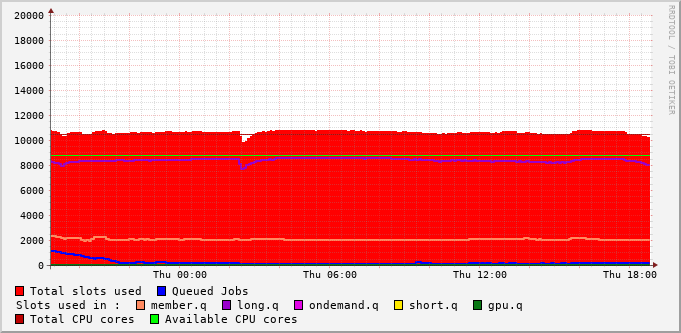 RRDTOOL / TOBI OETIKER
20000
18000
16000
14000
12000
10000
8000
6000
4000
2000
0
Thu 00:00 Thu 06:00 Thu 12:00 Thu 18:00
Total slots used Queued Jobs
Slots used in : member.q long.q ondemand.q short.q gpu.q
Total CPU cores Available CPU cores